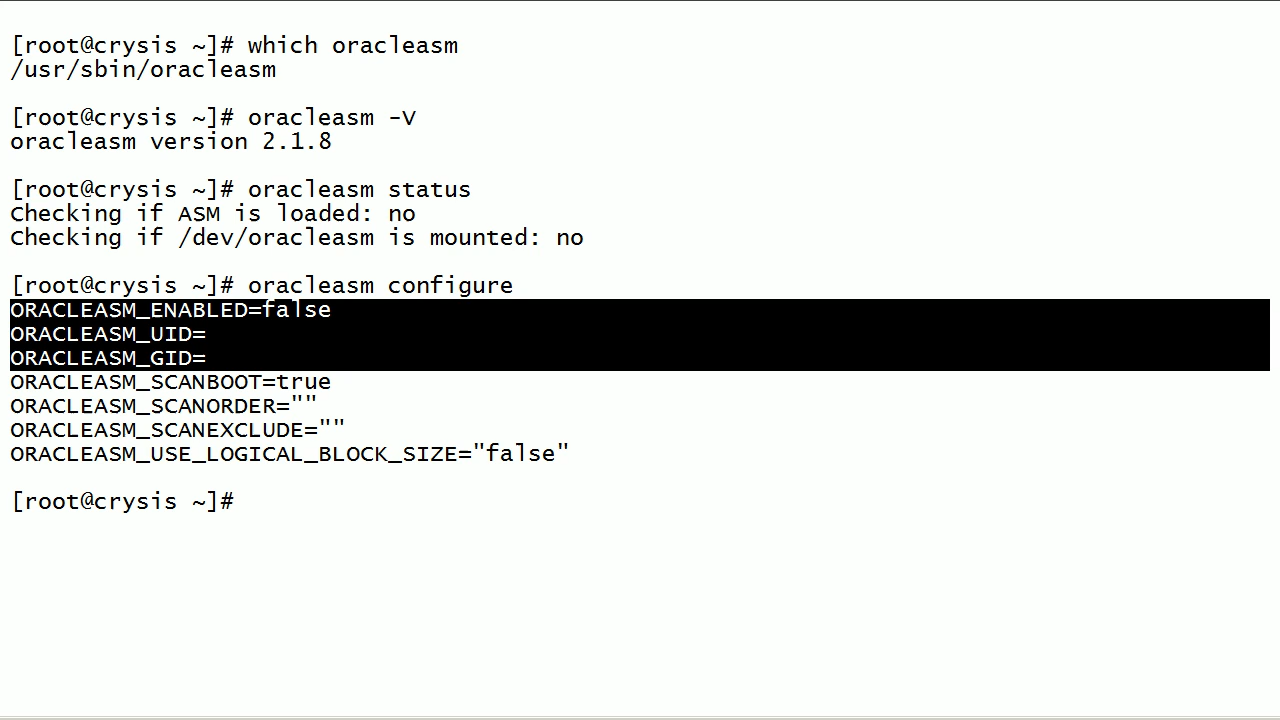 [root@crysis ~]# which oracleasm
/usr/sbin/oracleasm
[root@crysis ~]# oracleasm -V
oracleasm version 2.1.8
[root@crysis ~]# oracleasm status
Checking if ASM is loaded: no
Checking if /dev/oracleasm is mounted: no
[root@crysis ~]# oracleasm configure
ORACLEASM_ENABLED=false
ORACLEASM_UID=
ORACLEASM_GID=
ORACLEASM_SCANBOOT=true
ORACLEASM_SCANORDER=""
ORACLEASM_SCANEXCLUDE=""
ORACLEASM_USE_LOGICAL_BLOCK_SIZE="false"
[root@crysis ~]#